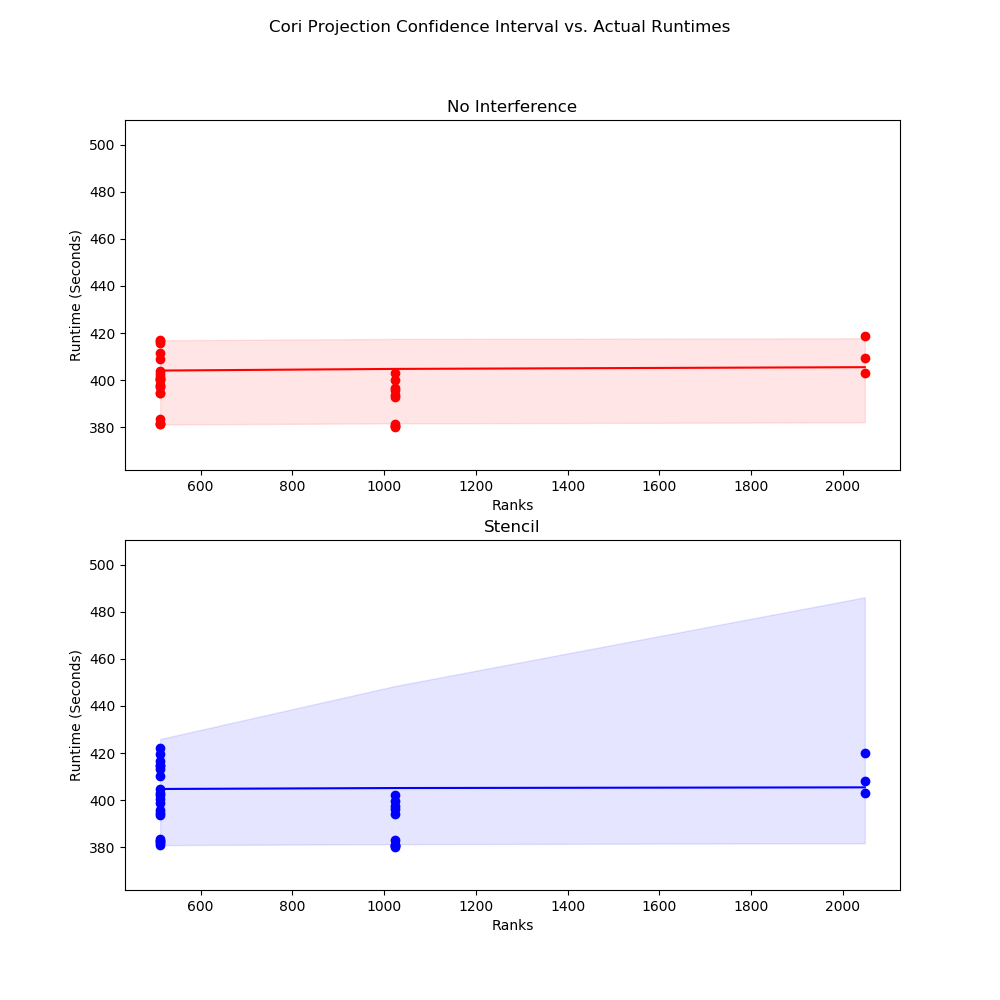 Cori Projection Confidence Interval vs. Actual Runtimes
No Interference
500
480
460
440
420
400
380
Runtime (Seconds)
600 800 1000 1200 1400 1600 1800 2000
Ranks
Stencil
500
480
460
440
420
400
380
Runtime (Seconds)
600 800 1000 1200 1400 1600 1800 2000
Ranks